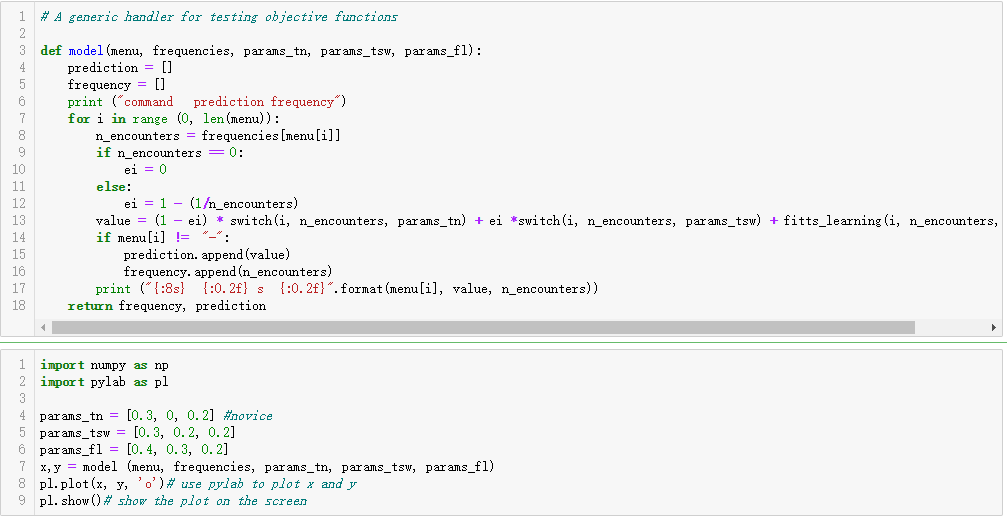 1 # A generic handler for testing objective functions
2
3 def model(menu, frequencies, params_tn, params_tsw, params_fl):
4     prediction = []
5     frequency = []
6     print ("command   prediction frequency")
7     for i in range (0, len(menu)):
8         n_encounters = frequencies[menu[i]]
9         if n_encounters == 0:
10             ei = 0
11         else:
12             ei = 1 - (1/n_encounters)
13         value = (1 - ei) * switch(i, n_encounters, params_tn) + ei *switch(i, n_encounters, params_tsw) + fitts_learning(i, n_encounters,
14         if menu[i] != "-":
15             prediction.append(value)
16             frequency.append(n_encounters)
17         print ("{:8s}  {:0.2f} s  {:0.2f}".format(menu[i], value, n_encounters))
18     return frequency, prediction
1 import numpy as np
2 import pylab as pl
3
4 params_tn = [0.3, 0, 0.2] #novice
5 params_tsw = [0.3, 0.2, 0.2]
6 params_fl = [0.4, 0.3, 0.2]
7 x,y = model (menu, frequencies, params_tn, params_tsw, params_fl)
8 pl.plot(x, y, 'o')# use pylab to plot x and y
9 pl.show()# show the plot on the screen